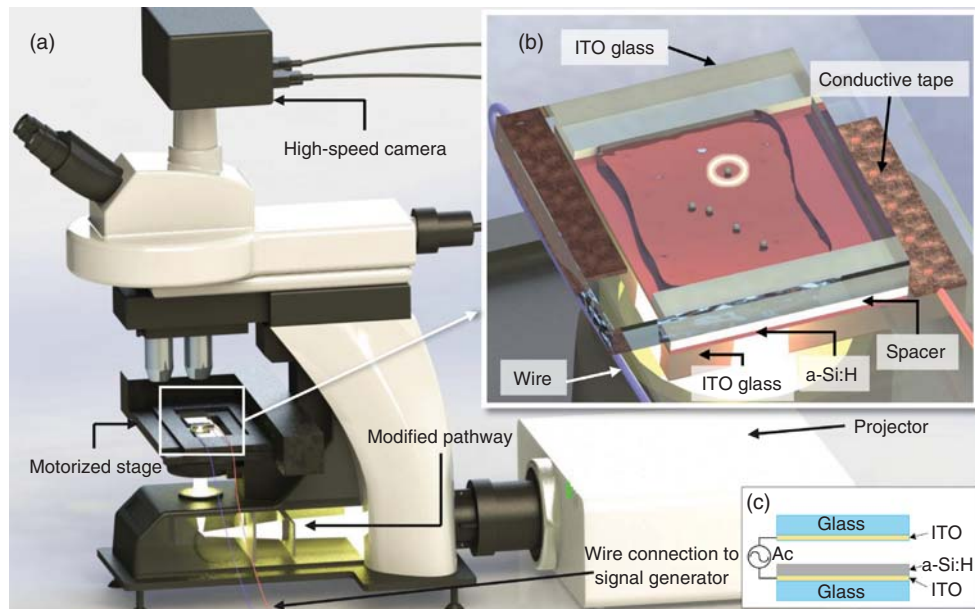 (a)
High-speed camera
Motorized stage
Modified pathway
Projector
Wire connection to
signal generator
(b)
ITO glass
Conductive tape
Wire
ITO glass
a-Si:H
Spacer
(c)
Glass
ITO
Ac
a-Si:H
ITO
Glass